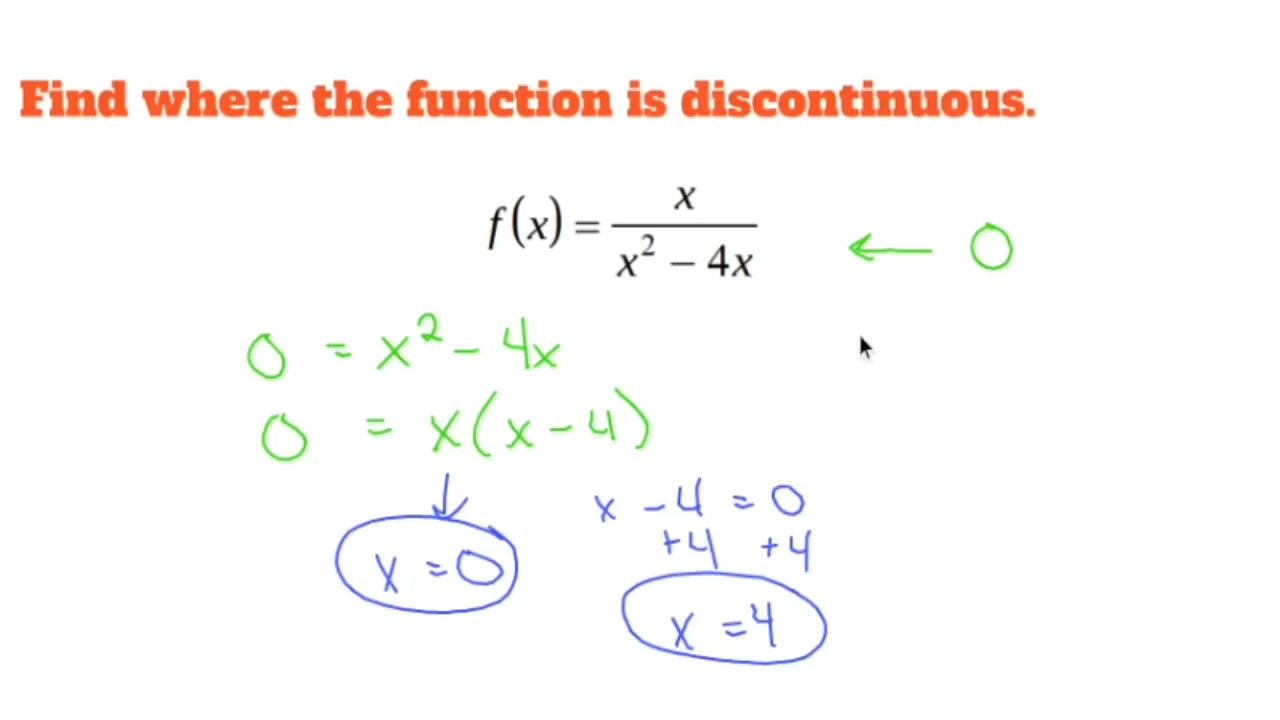 Find where the function is discontinuous.
f(x) = x / (x² − 4x) ← 0
0 = x² − 4x
0 = x(x − 4)
↓
x − 4 = 0
+4 +4
x = 0
x = 4